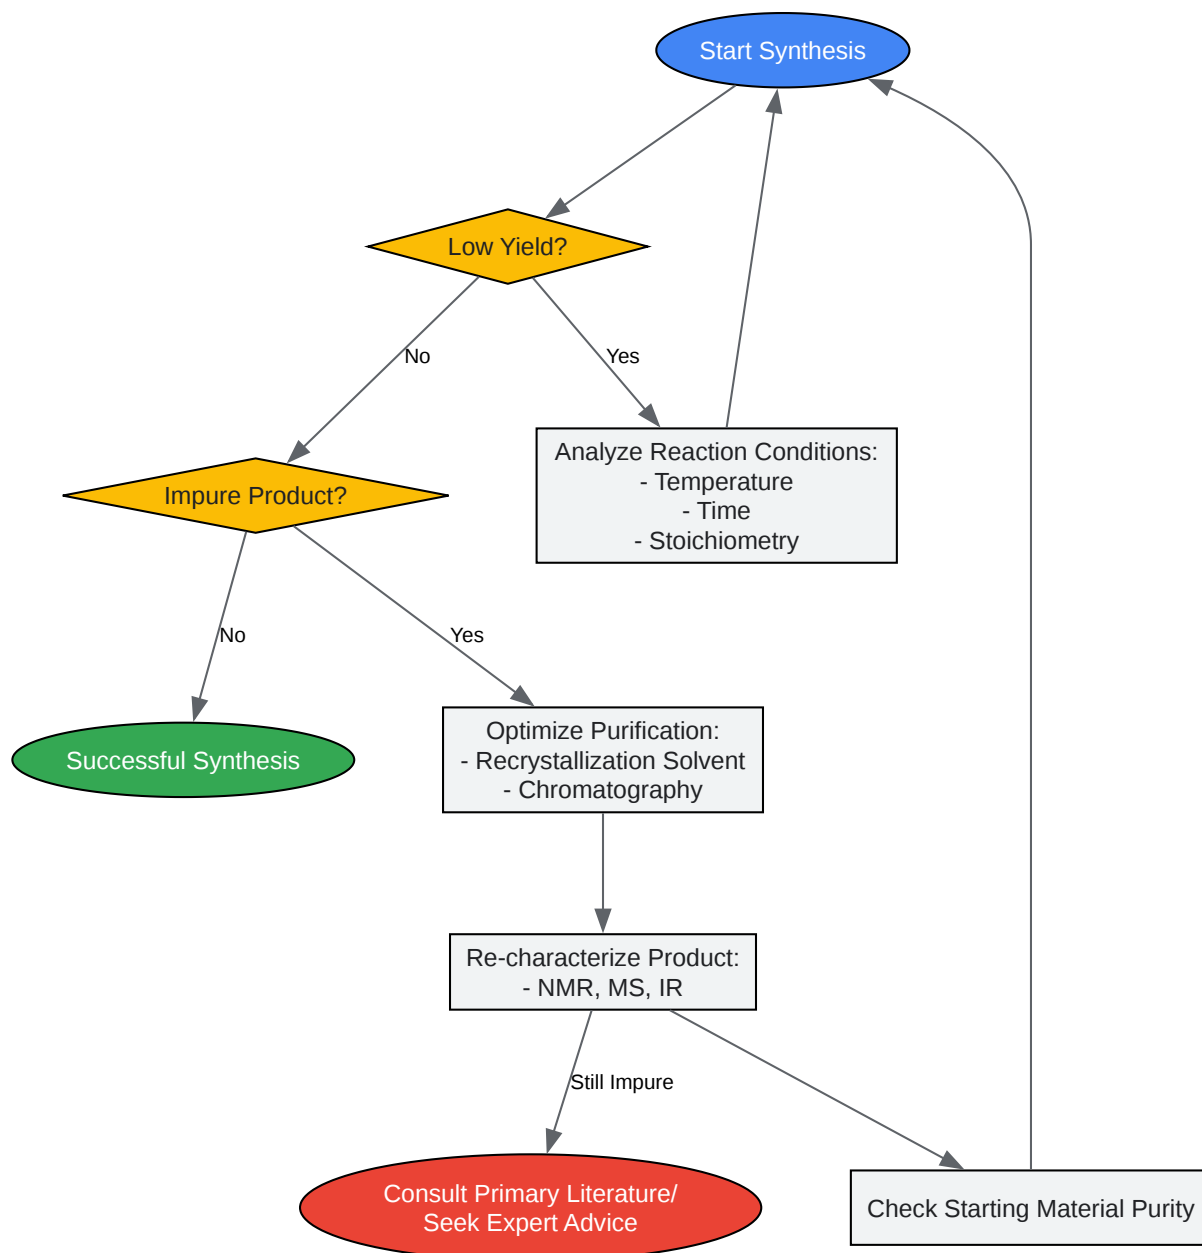 Start Synthesis
Low Yield?
No
Yes
Analyze Reaction Conditions:
- Temperature
- Time
- Stoichiometry
Impure Product?
No
Yes
Successful Synthesis
Optimize Purification:
- Recrystallization Solvent
- Chromatography
Re-characterize Product:
- NMR, MS, IR
Still Impure
Consult Primary Literature/
Seek Expert Advice
Check Starting Material Purity